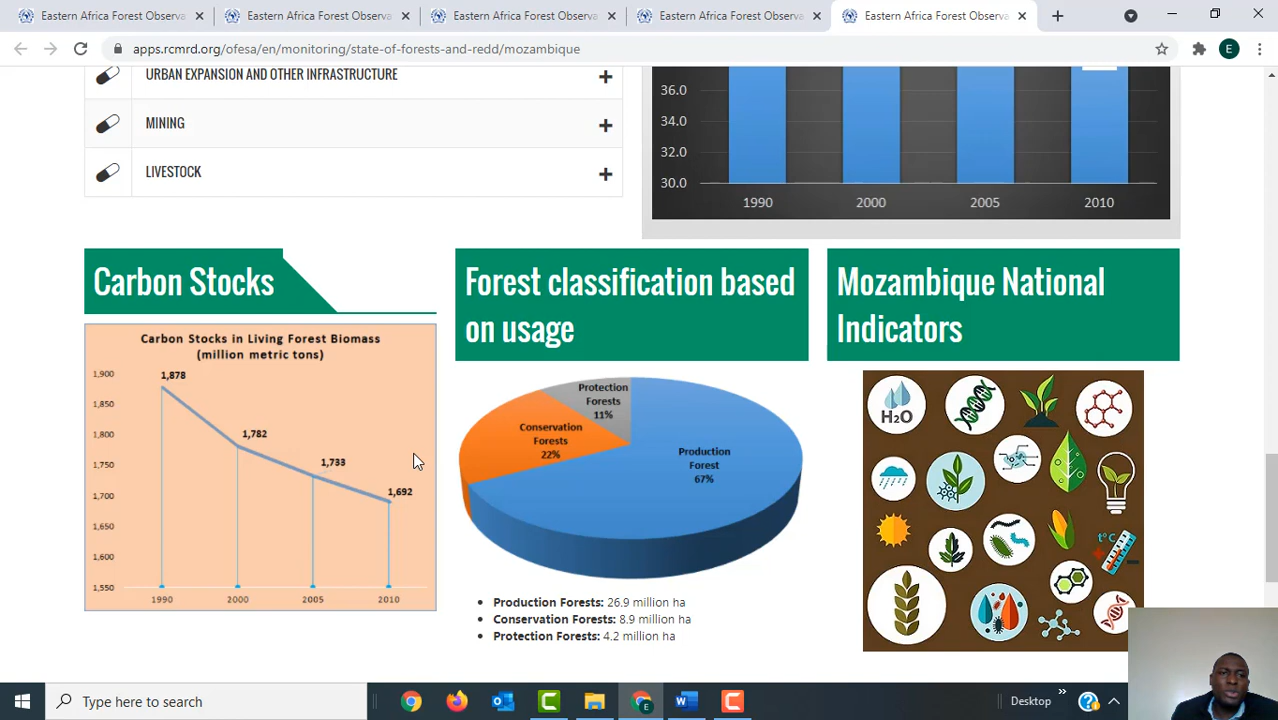 Eastern Africa Forest Observa
Eastern Africa Forest Observa
Eastern Africa Forest Observa
Eastern Africa Forest Observa
Eastern Africa Forest Observa
apps.rcmrd.org/ofesa/en/monitoring/state-of-forests-and-redd/mozambique
E
URBAN EXPANSION AND OTHER INFRASTRUCTURE
MINING
LIVESTOCK
36.0
34.0
32.0
30.0
1990 2000 2005 2010
Carbon Stocks
Carbon Stocks in Living Forest Biomass
(million metric tons)
1,900
1,850
1,800
1,750
1,700
1,650
1,600
1,550
1,878
1,782
1,733
1,692
1990 2000 2005 2010
Forest classification based
on usage
Protection
Forests
11%
Conservation
Forests
22%
Production
Forest
67%
• Production Forests: 26.9 million ha
• Conservation Forests: 8.9 million ha
• Protection Forests: 4.2 million ha
Mozambique National
Indicators
H2O
t°C
Type here to search
Desktop